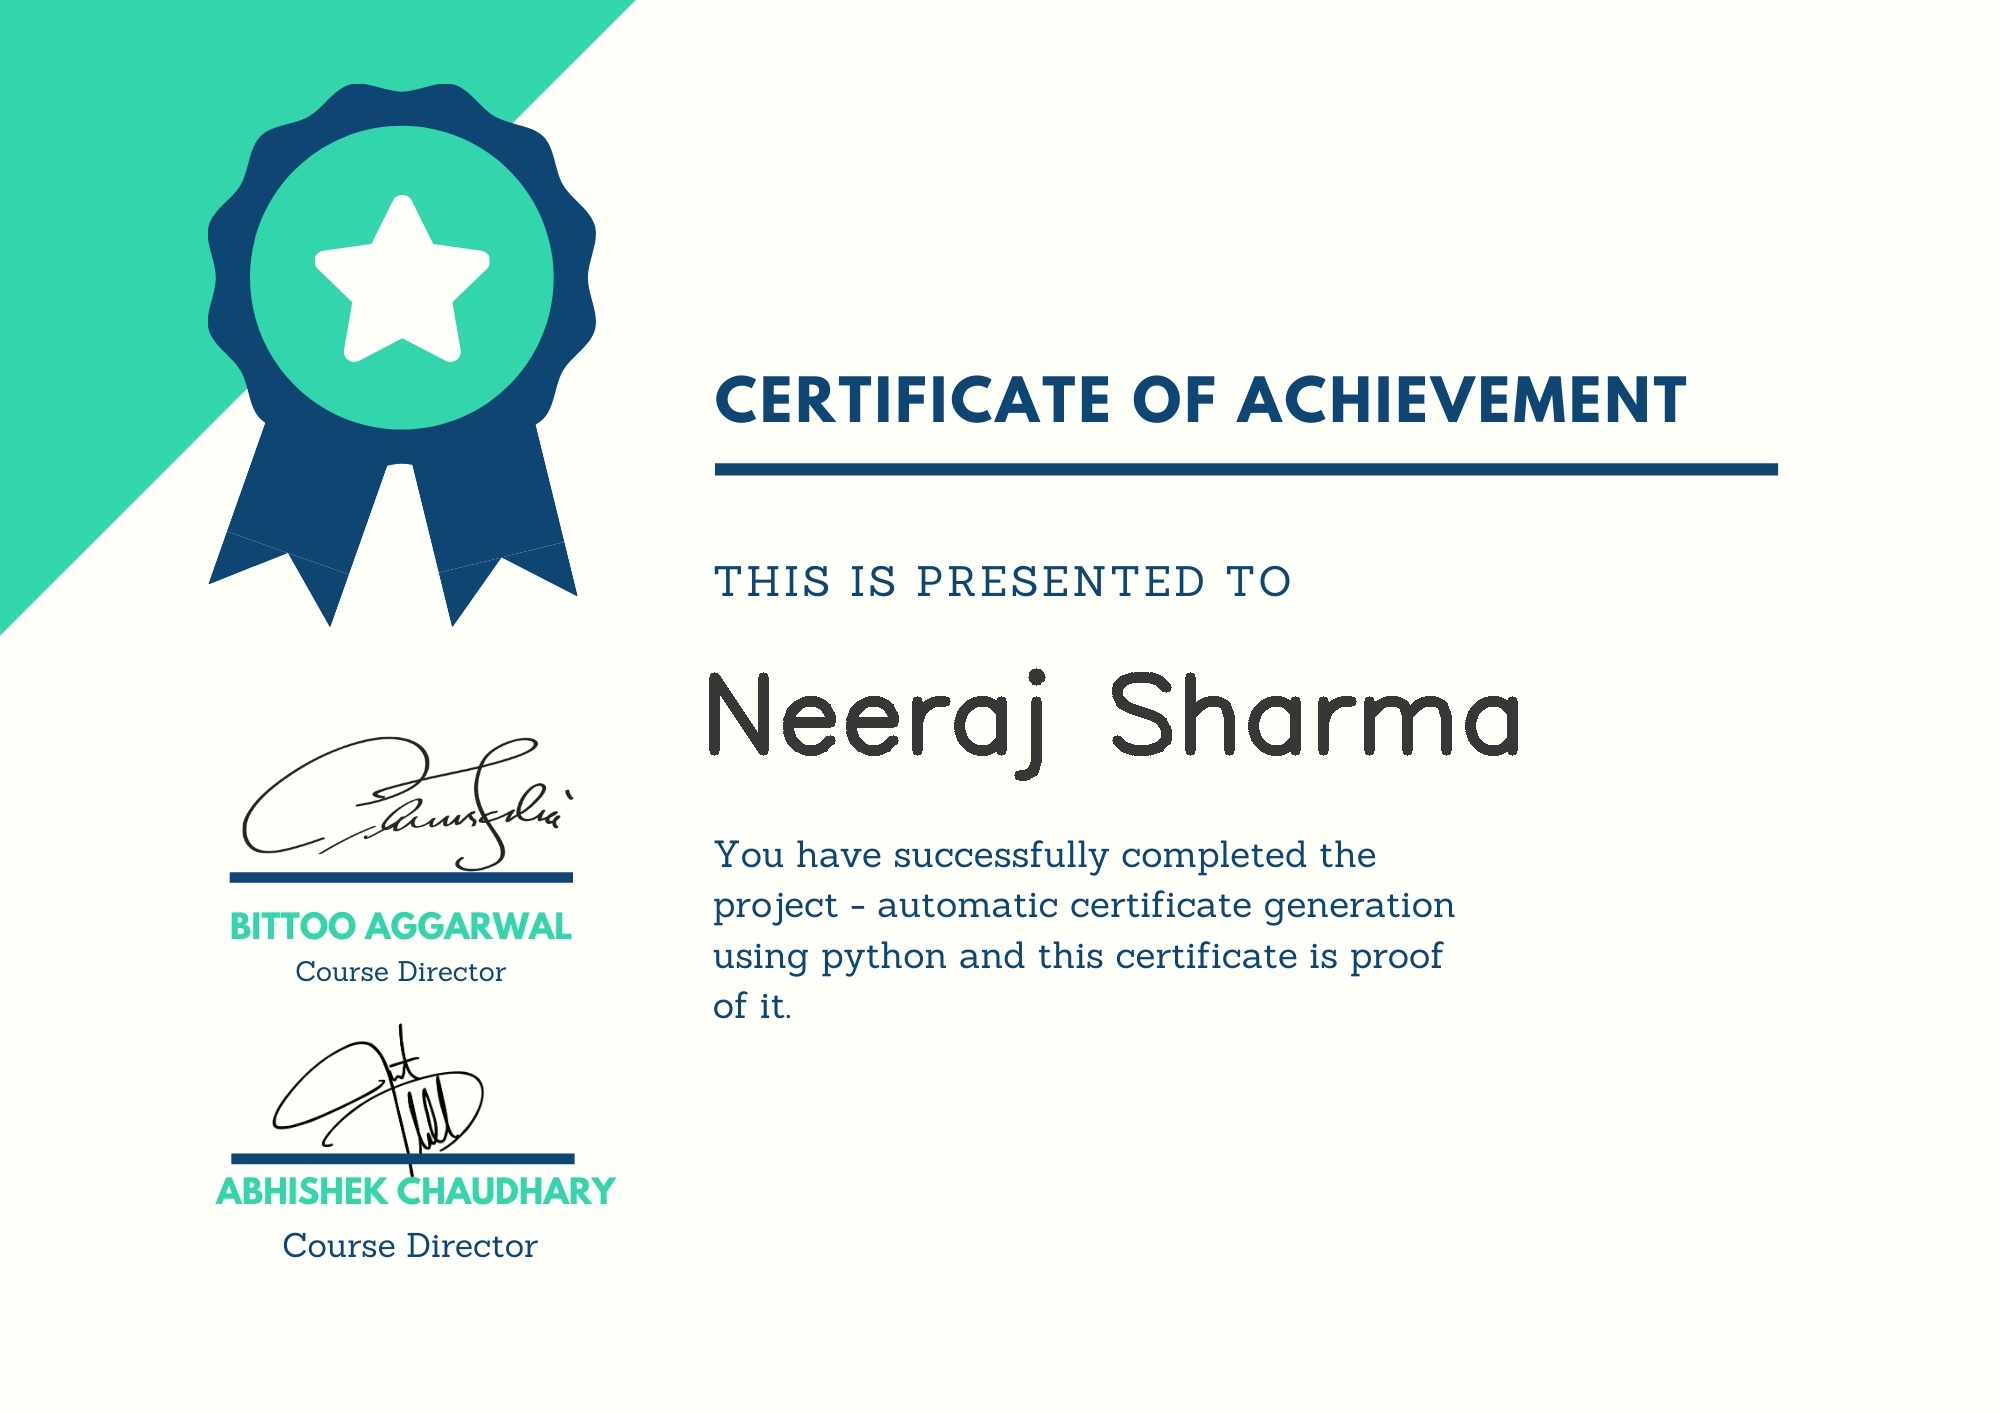 CERTIFICATE OF ACHIEVEMENT
THIS IS PRESENTED TO
Neeraj Sharma
You have successfully completed the
project - automatic certificate generation
using python and this certificate is proof
of it.
BITTOO AGGARWAL
Course Director
ABHISHEK CHAUDHARY
Course Director